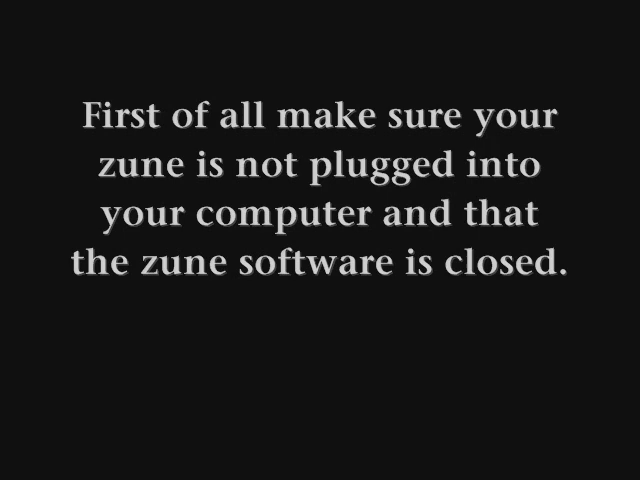 First of all make sure your
zune is not plugged into
your computer and that
the zune software is closed.